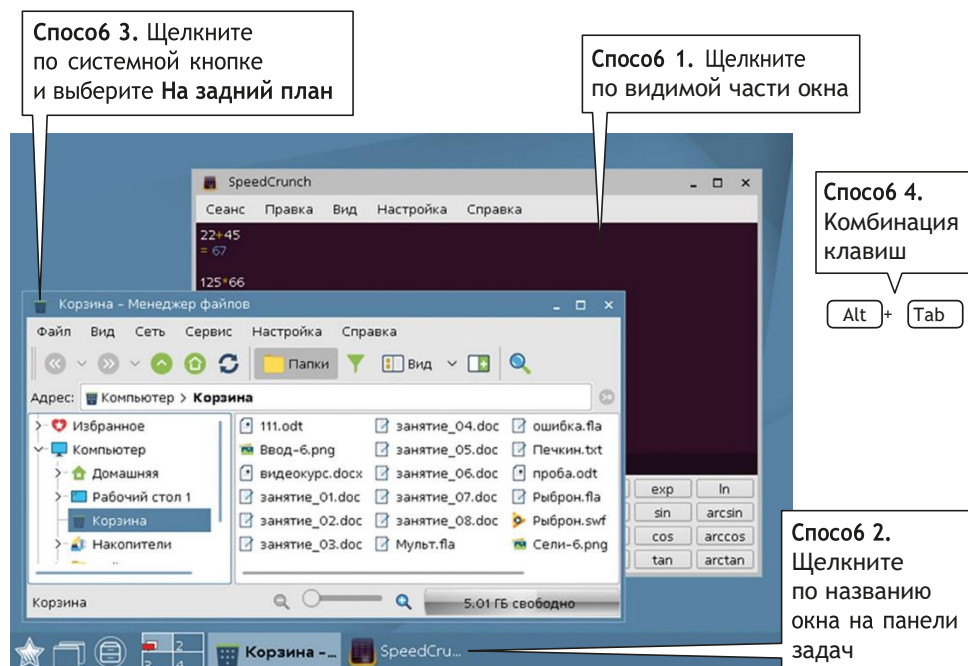 Способ 3. Щелкните
по системной кнопке
и выберите На задний план
Способ 1. Щелкните
по видимой части окна
Способ 4.
Комбинация
клавиш
Alt + Tab
SpeedCrunch
Сеанс Правка Вид Настройка Справка
22+45
= 67
125*66
Корзина – Менеджер файлов
Файл Вид Сеть Сервис Настройка Справка
Папки Вид
Адрес: Компьютер > Корзина
Избранное
Компьютер
Домашняя
Рабочий стол 1
Корзина
Накопители
111.odt занятие_04.doc ошибка.fla
Ввод-6.png занятие_05.doc Печкин.txt
видеокурс.docx занятие_06.doc проба.odt
занятие_01.doc занятие_07.doc Рыброн.fla
занятие_02.doc занятие_08.doc Рыброн.swf
занятие_03.doc Мульт.fla Сели-6.png
Корзина 5.01 ГБ свободно
exp ln
sin arcsin
cos arccos
tan arctan
Способ 2.
Щелкните
по названию
окна на панели
задач
2
3 4
Корзина –... SpeedCru...